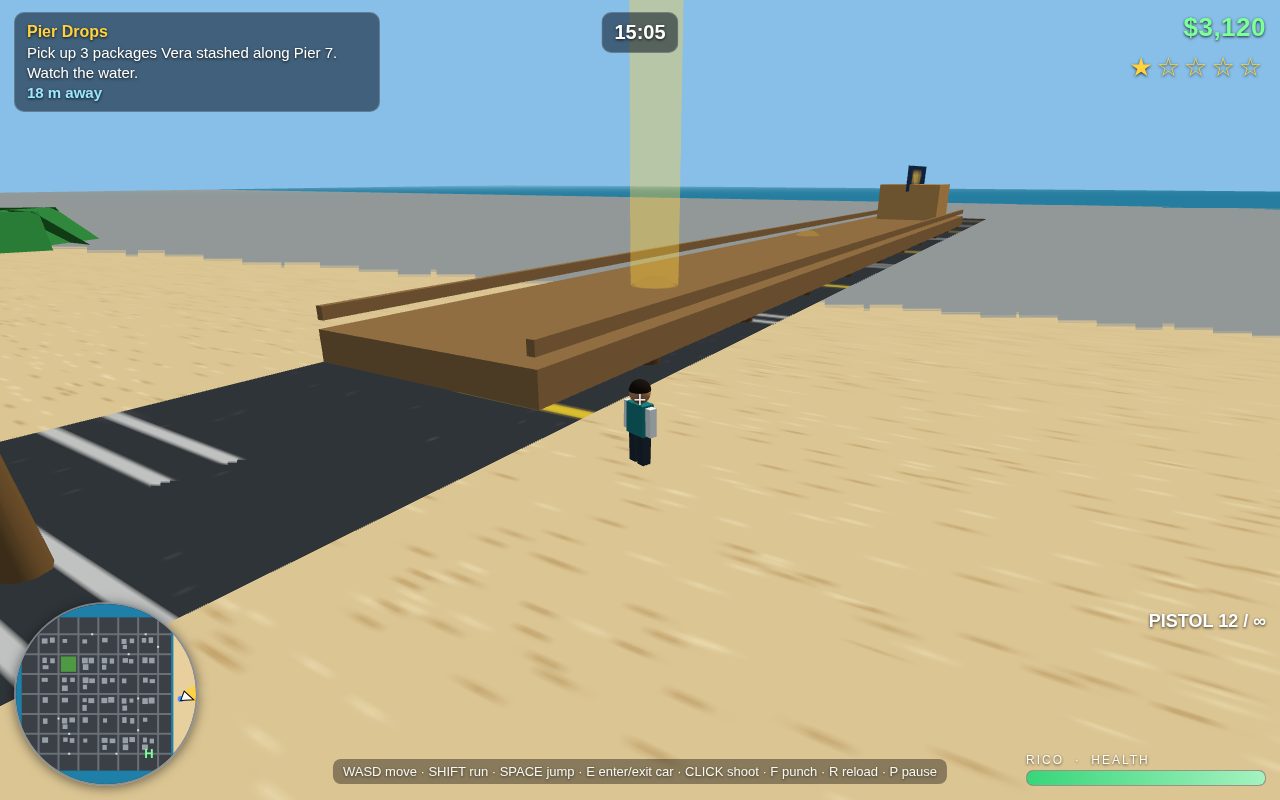 Pier Drops
Pick up 3 packages Vera stashed along Pier 7.
Watch the water.
18 m away
15:05
$3,120
PISTOL 12 / ∞
H
WASD move · SHIFT run · SPACE jump · E enter/exit car · CLICK shoot · F punch · R reload · P pause
RICO · HEALTH